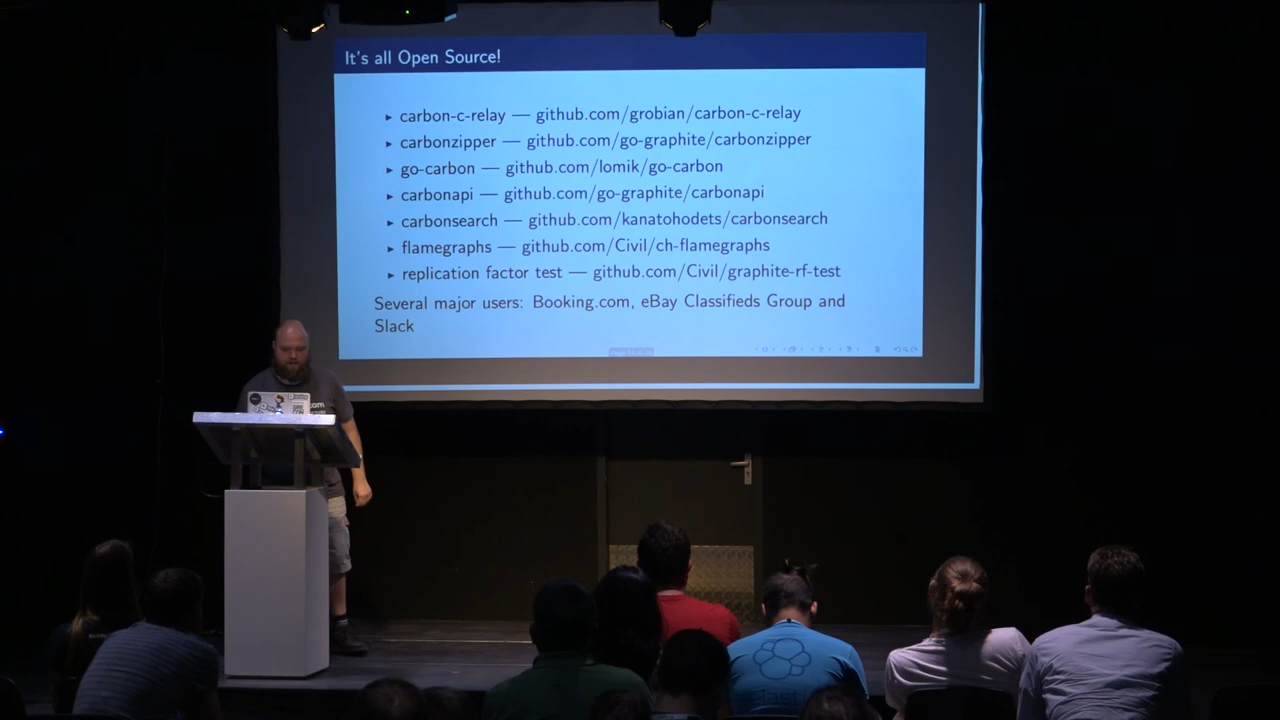 It's all Open Source!
▸ carbon-c-relay — github.com/grobian/carbon-c-relay
▸ carbonzipper — github.com/go-graphite/carbonzipper
▸ go-carbon — github.com/lomik/go-carbon
▸ carbonapi — github.com/go-graphite/carbonapi
▸ carbonsearch — github.com/kanatohodets/carbonsearch
▸ flamegraphs — github.com/Civil/ch-flamegraphs
▸ replication factor test — github.com/Civil/graphite-rf-test
Several major users: Booking.com, eBay Classifieds Group and
Slack
.com
elastic